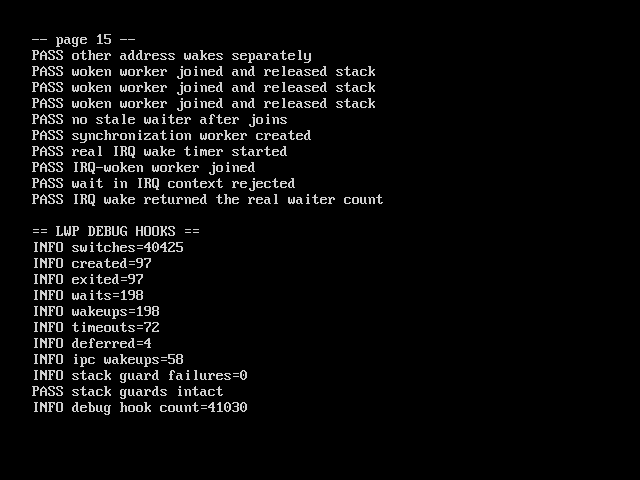 -- page 15 --
PASS other address wakes separately
PASS woken worker joined and released stack
PASS woken worker joined and released stack
PASS woken worker joined and released stack
PASS no stale waiter after joins
PASS synchronization worker created
PASS real IRQ wake timer started
PASS IRQ-woken worker joined
PASS wait in IRQ context rejected
PASS IRQ wake returned the real waiter count
== LWP DEBUG HOOKS ==
INFO switches=40425
INFO created=97
INFO exited=97
INFO waits=198
INFO wakeups=198
INFO timeouts=72
INFO deferred=4
INFO ipc wakeups=58
INFO stack guard failures=0
PASS stack guards intact
INFO debug hook count=41030